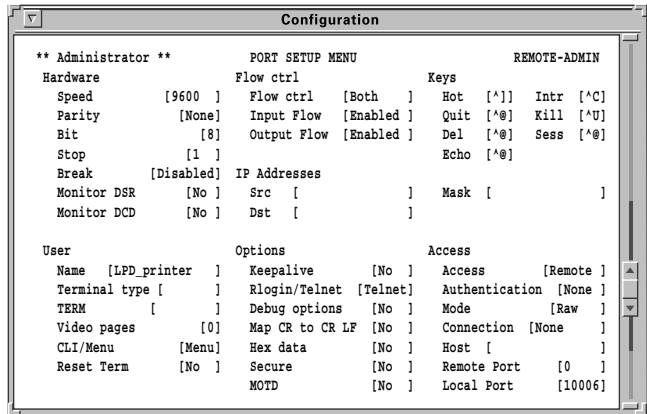 Configuration
** Administrator ** PORT SETUP MENU REMOTE-ADMIN
Hardware Flow ctrl Keys
Speed [9600 ] Flow ctrl [Both ] Hot [^]] Intr [^C]
Parity [None] Input Flow [Enabled ] Quit [^@] Kill [^U]
Bit [8] Output Flow [Enabled ] Del [^@] Sess [^@]
Stop [1 ] Echo [^@]
Break [Disabled] IP Addresses
Monitor DSR [No ] Src [ ] Mask [ ]
Monitor DCD [No ] Dst [ ]
User Options Access
Name [LPD_printer ] Keepalive [No ] Access [Remote ]
Terminal type [ ] Rlogin/Telnet [Telnet] Authentication [None ]
TERM [ ] Debug options [No ] Mode [Raw ]
Video pages [0] Map CR to CR LF [No ] Connection [None ]
CLI/Menu [Menu] Hex data [No ] Host [ ]
Reset Term [No ] Secure [No ] Remote Port [0 ]
MOTD [No ] Local Port [10006]